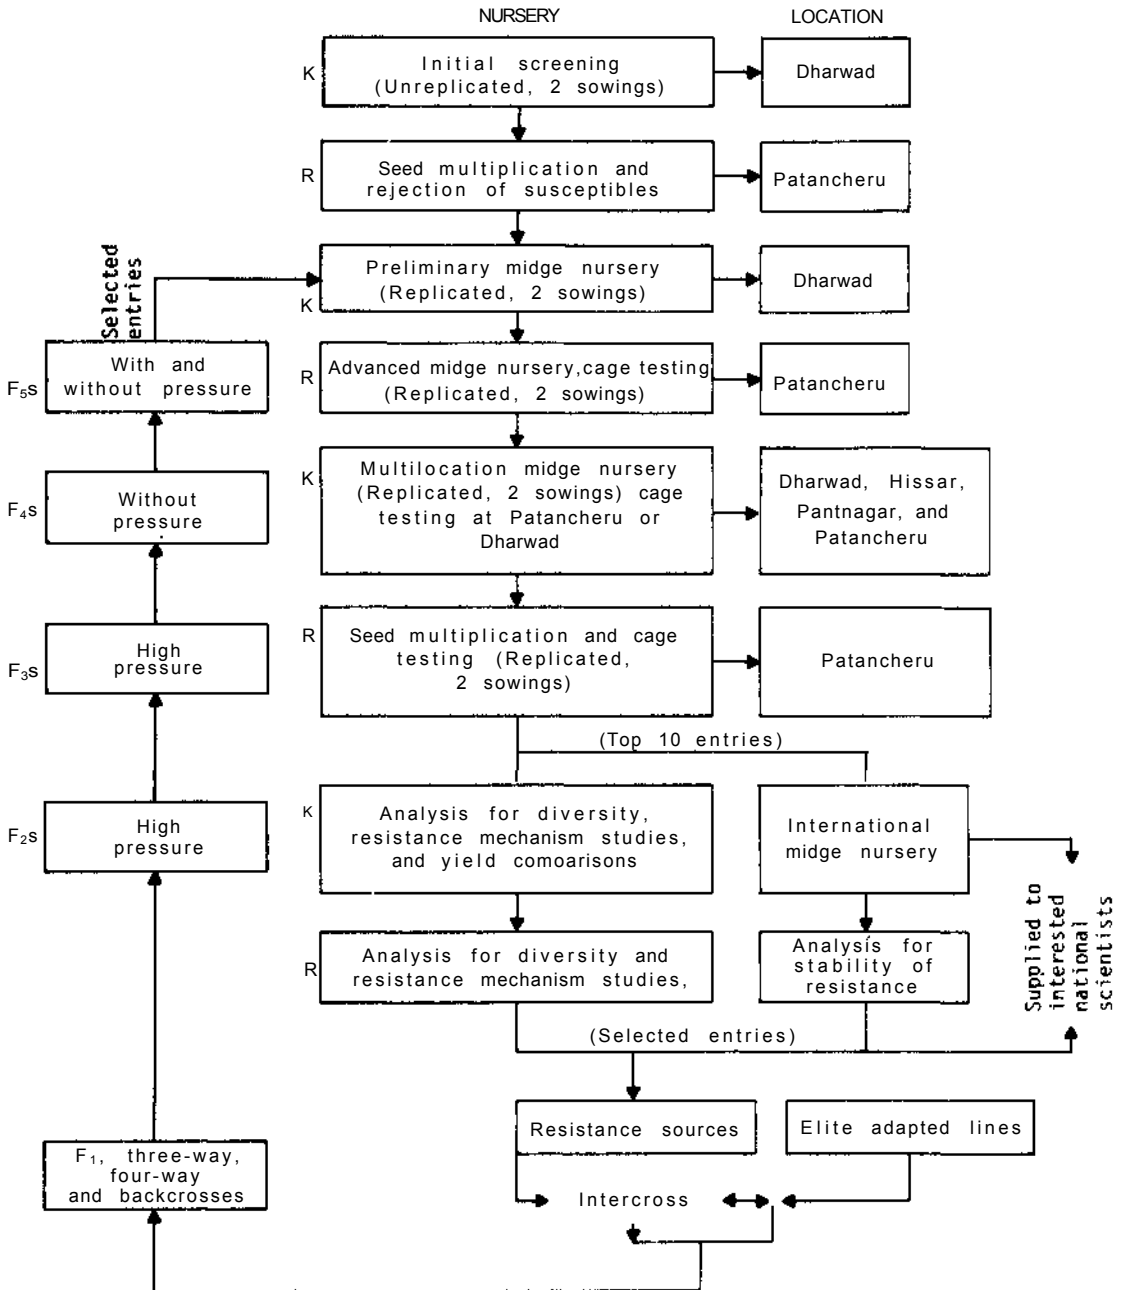 NURSERY
LOCATION
K
Initial screening
(Unreplicated, 2 sowings)
Dharwad
R
Seed multiplication and
rejection of susceptibles
Patancheru
Selected
entries
K
Preliminary midge nursery
(Replicated, 2 sowings)
Dharwad
F5s
With and
without pressure
R
Advanced midge nursery, cage testing
(Replicated, 2 sowings)
Patancheru
F4s
Without
pressure
K
Multilocation midge nursery
(Replicated, 2 sowings) cage
testing at Patancheru or
Dharwad
Dharwad, Hissar,
Pantnagar, and
Patancheru
F3s
High
pressure
R
Seed multiplication and cage
testing (Replicated,
2 sowings)
Patancheru
(Top 10 entries)
F2s
High
pressure
K
Analysis for diversity,
resistance mechanism studies,
and yield comoarisons
International
midge nursery
Supplied to
interested
national
scientists
R
Analysis for diversity and
resistance mechanism studies,
Analysis for
stability of
resistance
(Selected entries)
F1, three-way,
four-way
and backcrosses
Resistance sources
Elite adapted lines
Intercross